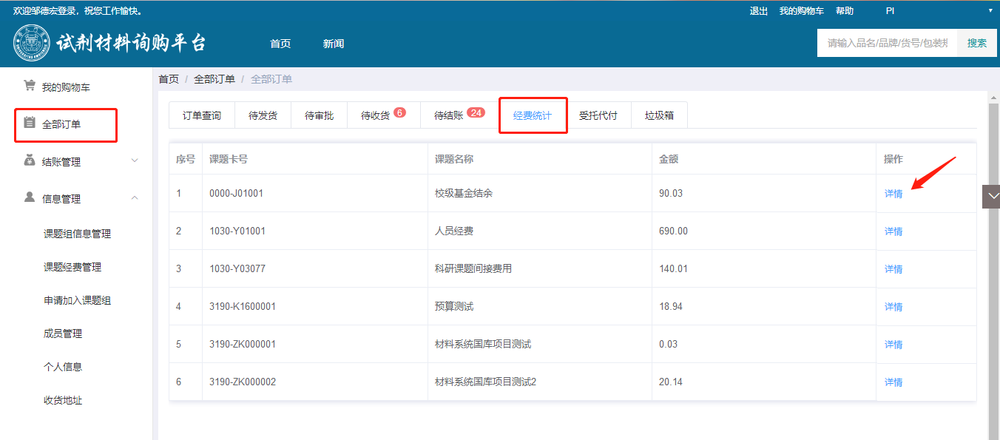 欢迎邹德宏登录，祝您工作愉快。
退出 我的购物车 帮助 PI
试剂材料询购平台
首页 新闻
请输入品名/品牌/货号/包装规 搜索
我的购物车
全部订单
结账管理
信息管理
课题组信息管理
课题经费管理
申请加入课题组
成员管理
个人信息
收货地址
首页 / 全部订单 / 全部订单
订单查询 待发货 待审批 待收货 6 待结账 24 经费统计 受托代付 垃圾箱
序号 课题卡号 课题名称 金额 操作
1 0000-J01001 校级基金结余 90.03 详情
2 1030-Y01001 人员经费 690.00 详情
3 1030-Y03077 科研课题间接费用 140.01 详情
4 3190-K1600001 预算测试 18.94 详情
5 3190-ZK000001 材料系统国库项目测试 0.03 详情
6 3190-ZK000002 材料系统国库项目测试2 20.14 详情